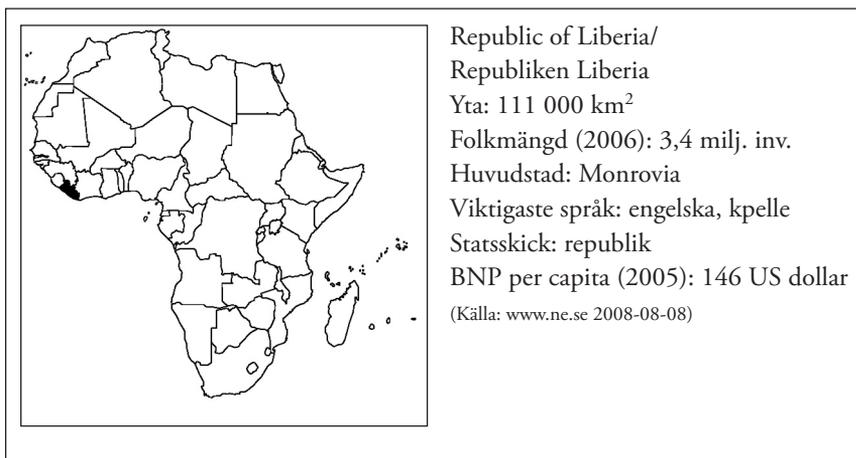 Republic of Liberia/
Republiken Liberia
Yta: 111 000 km²
Folkmängd (2006): 3,4 milj. inv.
Huvudstad: Monrovia
Viktigaste språk: engelska, kpelle
Statsskick: republik
BNP per capita (2005): 146 US dollar
(Källa: www.ne.se 2008-08-08)